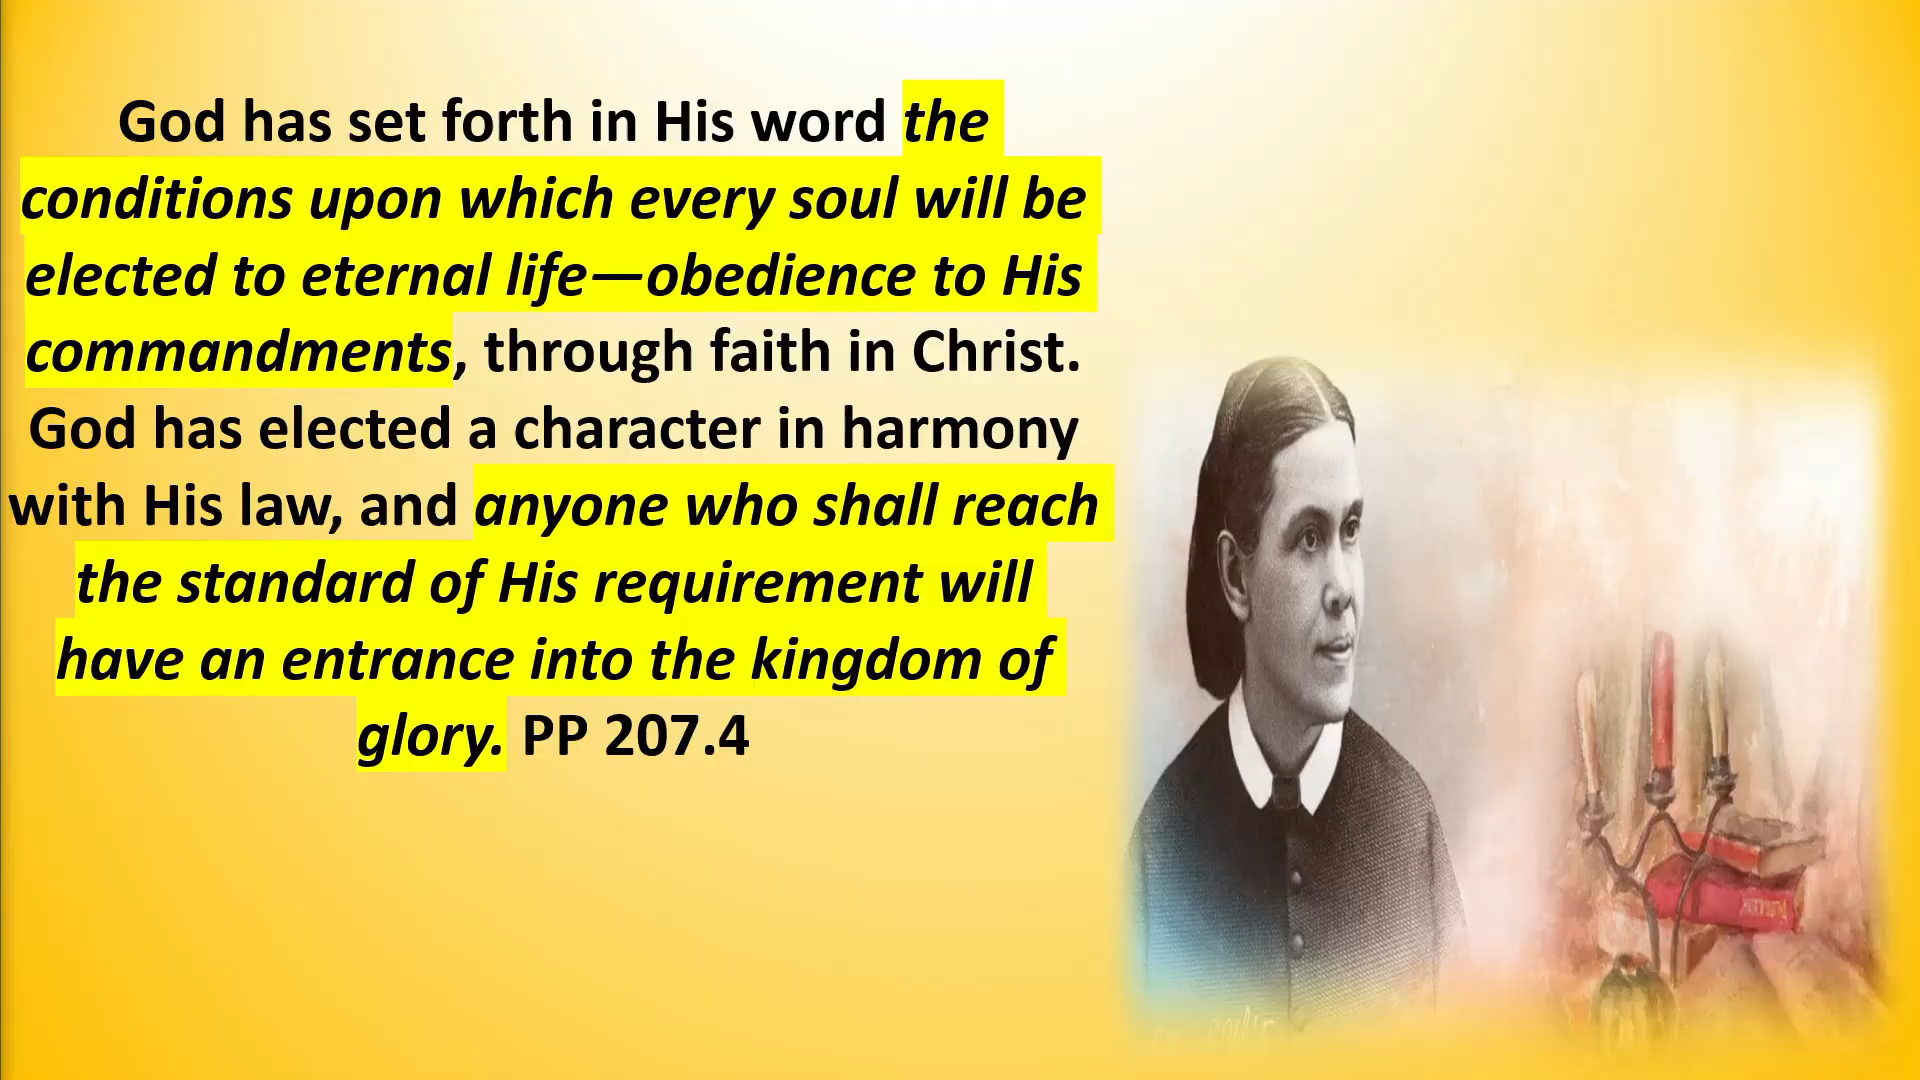 God has set forth in His word the
conditions upon which every soul will be
elected to eternal life—obedience to His
commandments, through faith in Christ.
God has elected a character in harmony
with His law, and anyone who shall reach
the standard of His requirement will
have an entrance into the kingdom of
glory. PP 207.4